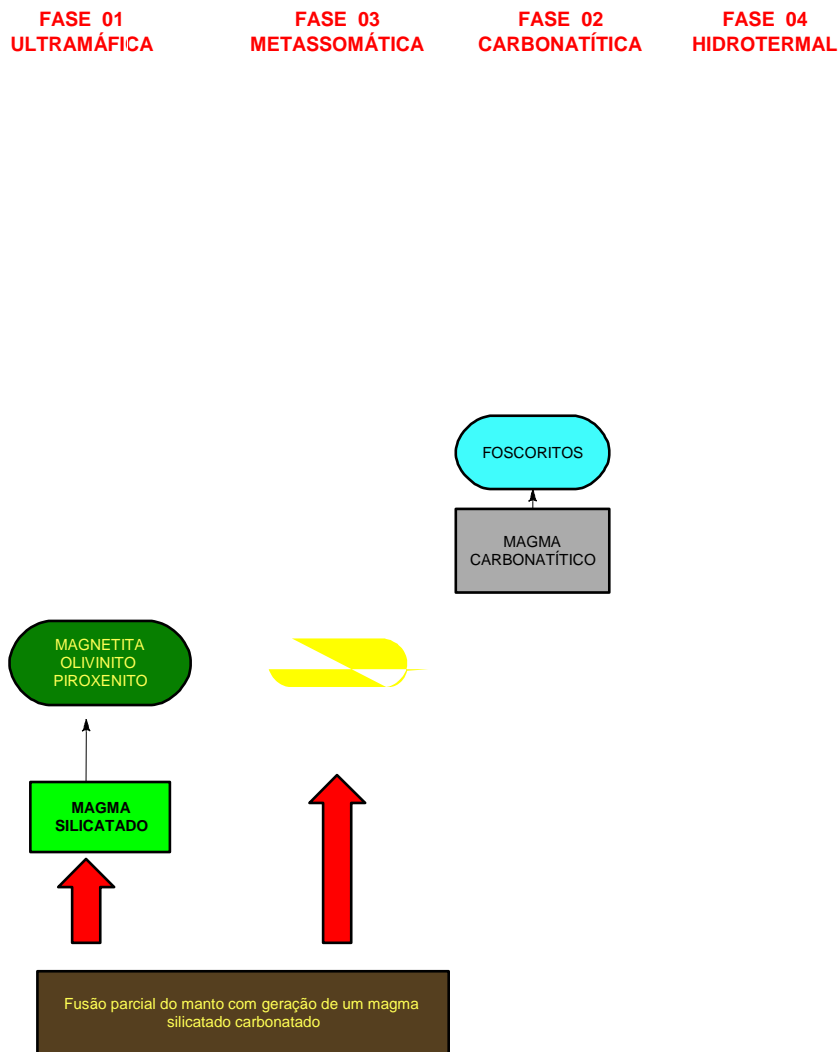 FASE 01
ULTRAMÁFICA
FASE 03
METASSOMÁTICA
FASE 02
CARBONATÍTICA
FASE 04
HIDROTERMAL
FOSCORITOS
MAGMA
CARBONATÍTICO
MAGNETITA
OLIVINITO
PIROXENITO
MAGMA
SILICATADO
Fusão parcial do manto com geração de um magma
silicatado carbonatado